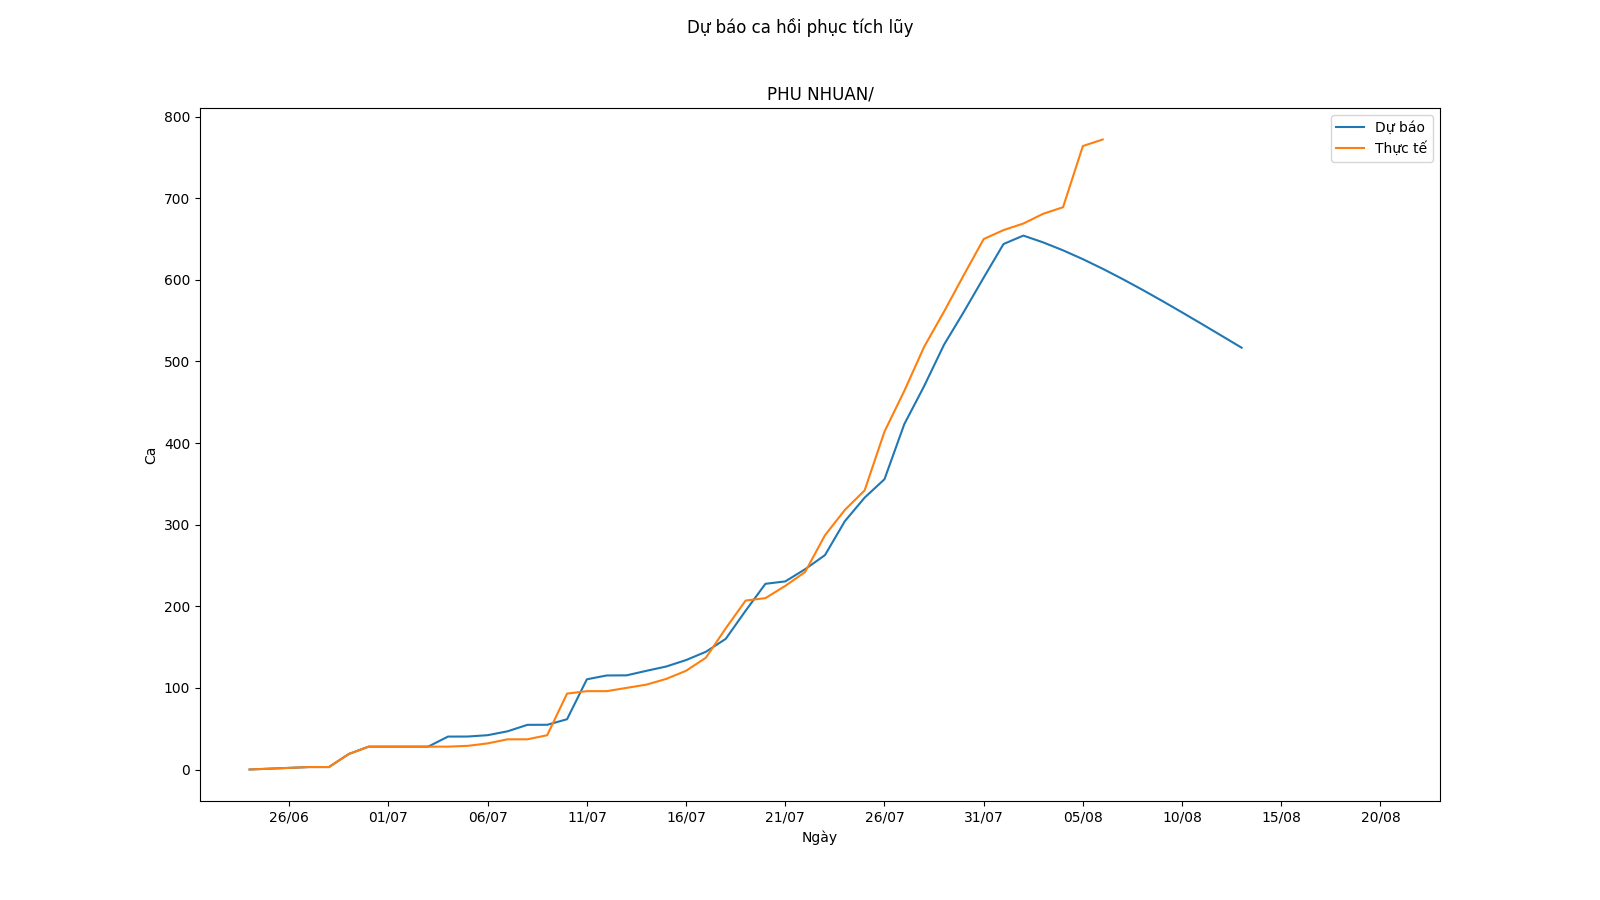 Dự báo ca hồi phục tích lũy
PHU NHUAN/
Dự báo
Thực tế
800
700
600
500
400
300
200
100
0
Ca
26/06 01/07 06/07 11/07 16/07 21/07 26/07 31/07 05/08 10/08 15/08 20/08
Ngày